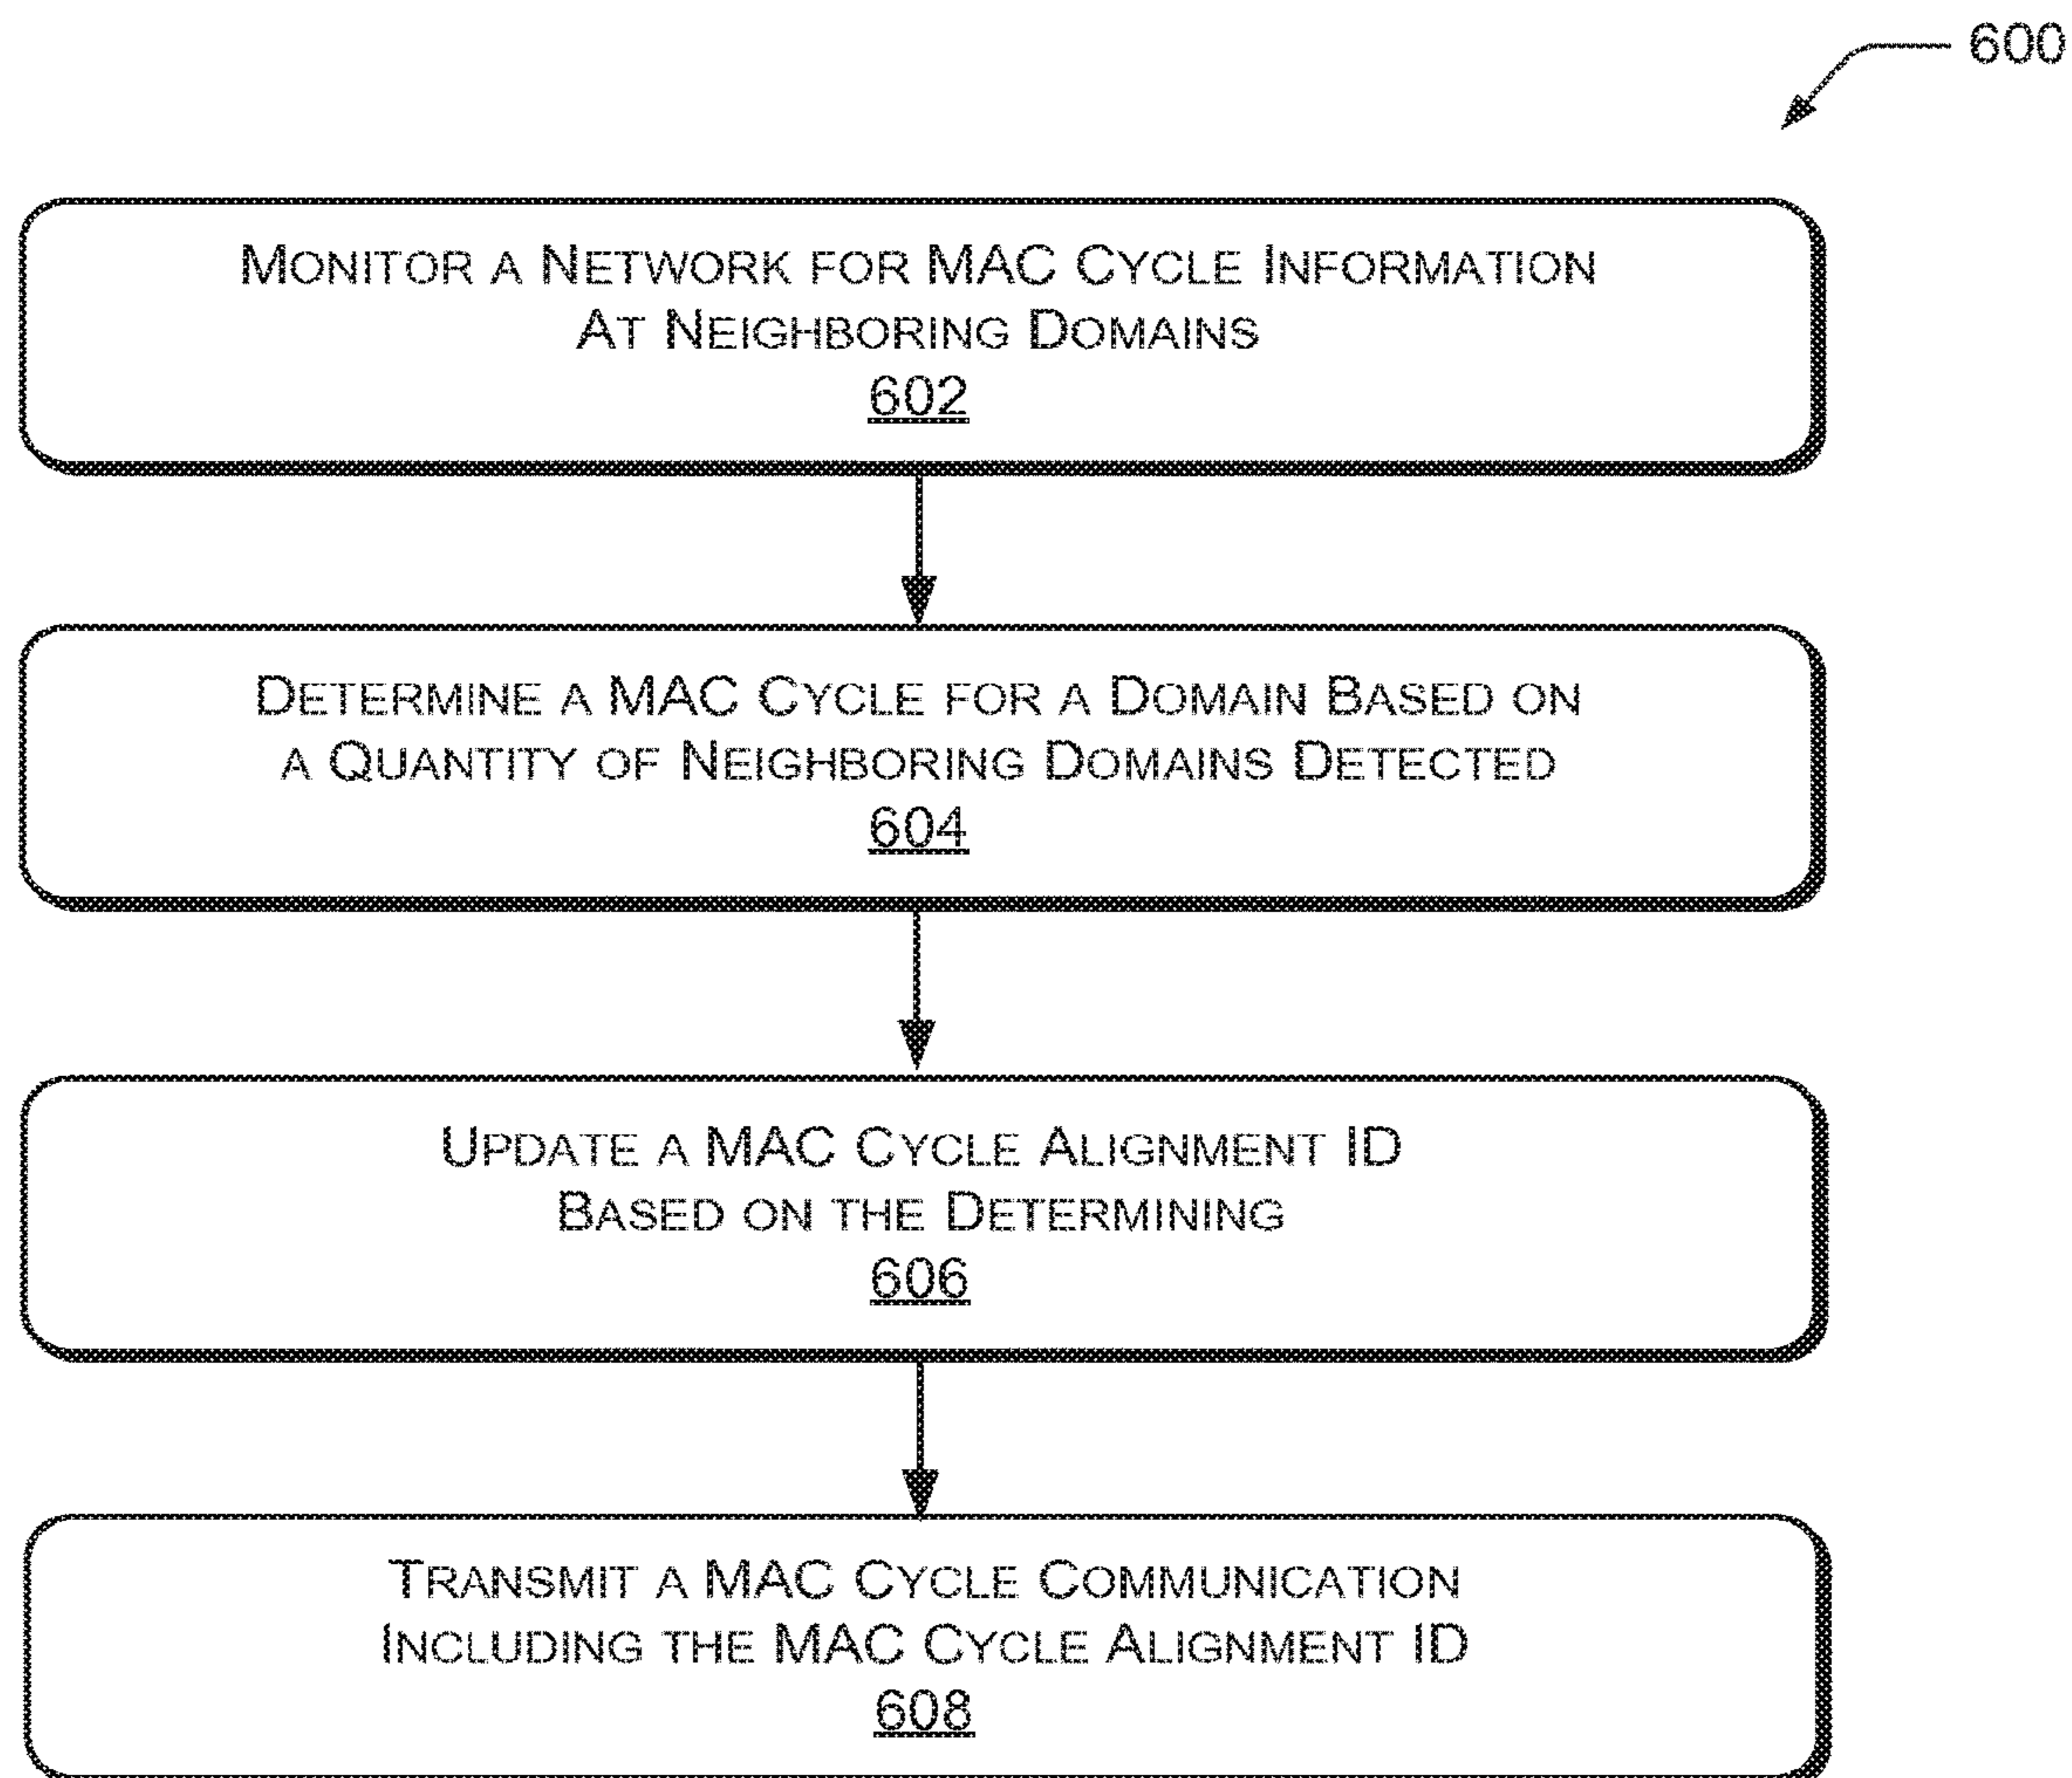 600
MONITOR A NETWORK FOR MAC CYCLE INFORMATION
AT NEIGHBORING DOMAINS
602
DETERMINE A MAC CYCLE FOR A DOMAIN BASED ON
A QUANTITY OF NEIGHBORING DOMAINS DETECTED
604
UPDATE A MAC CYCLE ALIGNMENT ID
BASED ON THE DETERMINING
606
TRANSMIT A MAC CYCLE COMMUNICATION
INCLUDING THE MAC CYCLE ALIGNMENT ID
608